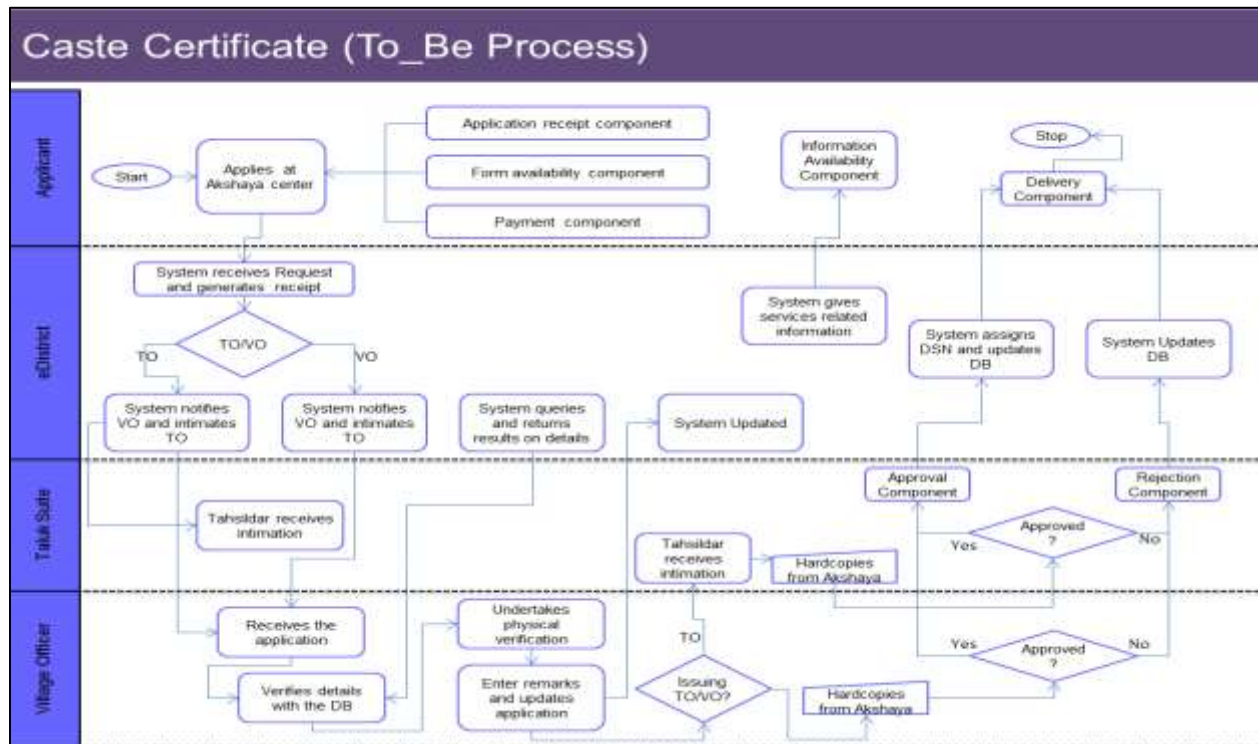 Caste Certificate (To_Be Process)
Applicant
Start
Applies at
Akshaya center
Application receipt component
Form availability component
Payment component
Information
Availability
Component
Stop
Delivery
Component
eDistrict
System receives Request
and generates receipt
TO/VO
TO
VO
System notifies
VO and intimates
TO
System notifies
VO and intimates
TO
System queries
and returns
results on details
System Updated
System gives
services related
information
System assigns
DSN and updates
DB
System Updates
DB
Taluk Suite
Tahsildar receives
intimation
Tahsildar
receives
intimation
Hardcopies
from Akshaya
Approval
Component
Rejection
Component
Approved
?
Yes
No
Village Officer
Receives the
application
Verifies details
with the DB
Undertakes
physical
verification
Enter remarks
and updates
application
TO
Issuing
TO/VO?
Hardcopies
from Akshaya
Approved
?
Yes
No